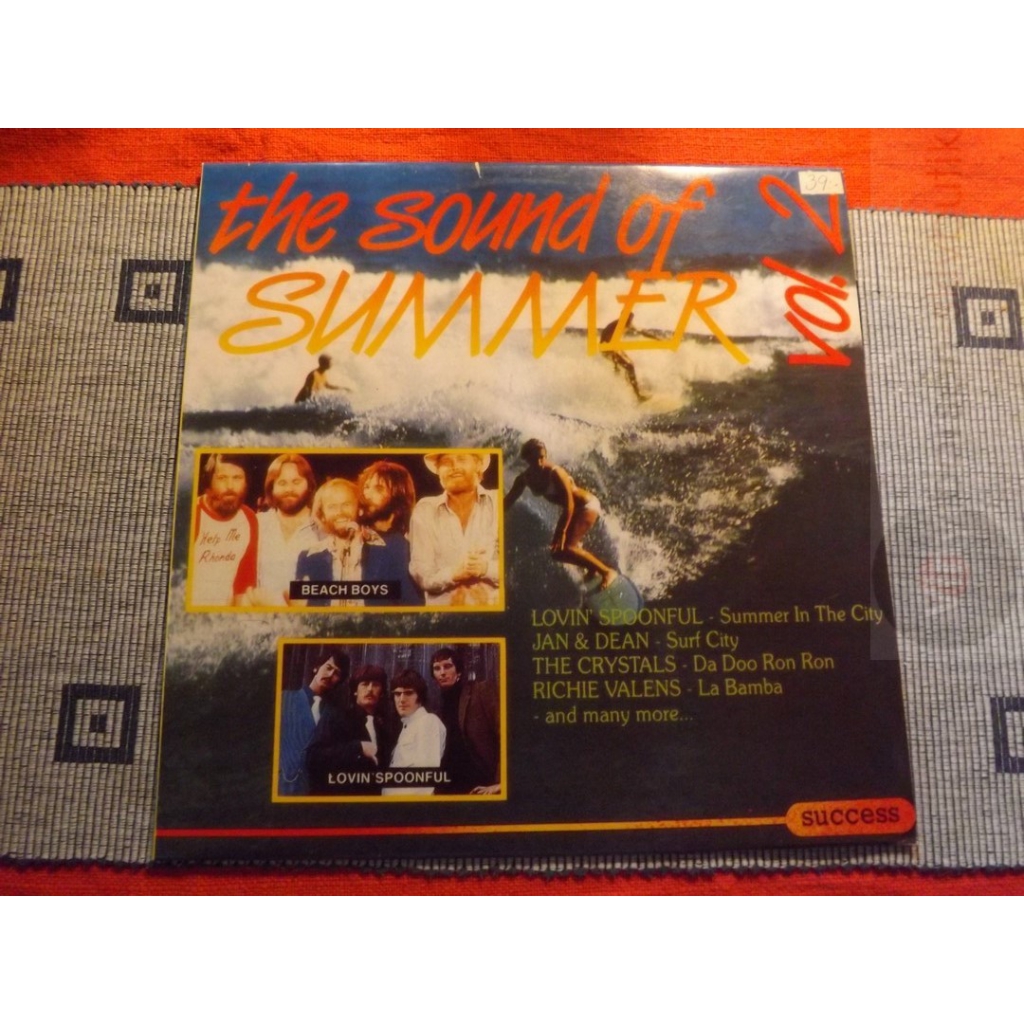 the sound of
SUMMER
vol. 2
39,-
Help Me
Rhonda
BEACH BOYS
LOVIN' SPOONFUL - Summer In The City
JAN & DEAN - Surf City
THE CRYSTALS - Da Doo Ron Ron
RICHIE VALENS - La Bamba
- and many more...
LOVIN' SPOONFUL
success